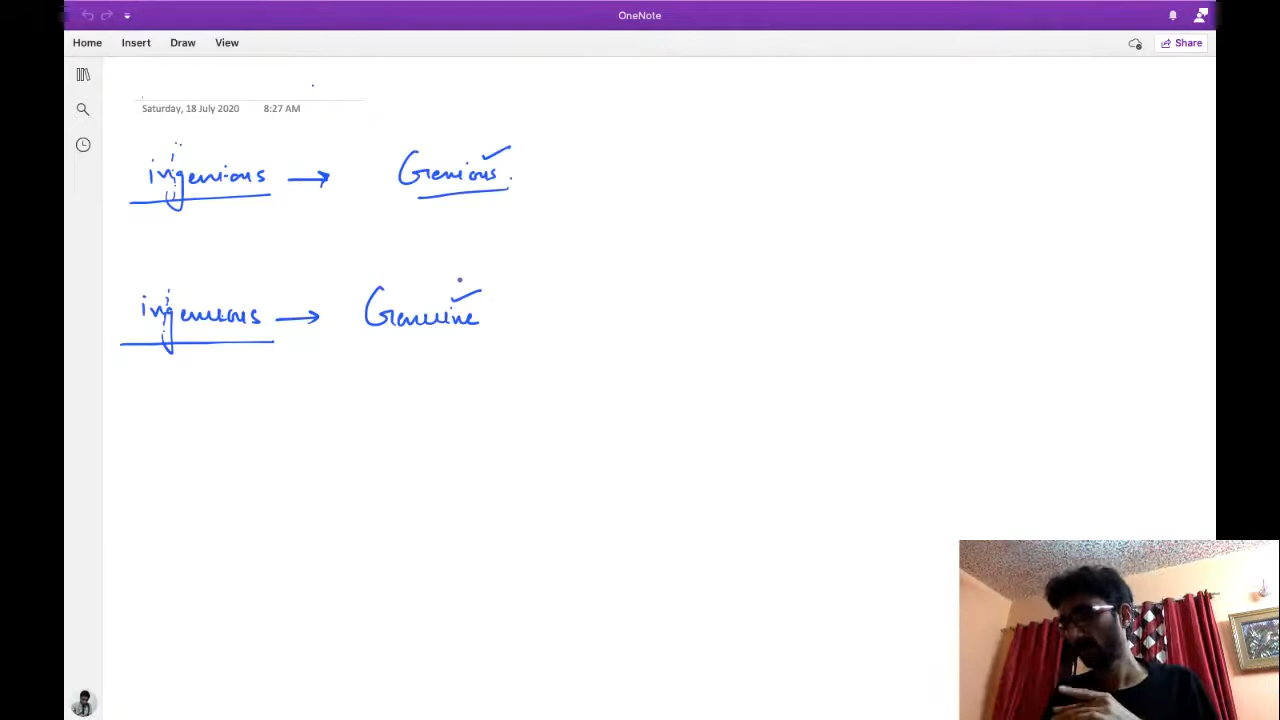 OneNote
Home Insert Draw View Share
Saturday, 18 July 2020 8:27 AM
ingenious → Genious.
ingenuous → Genuine